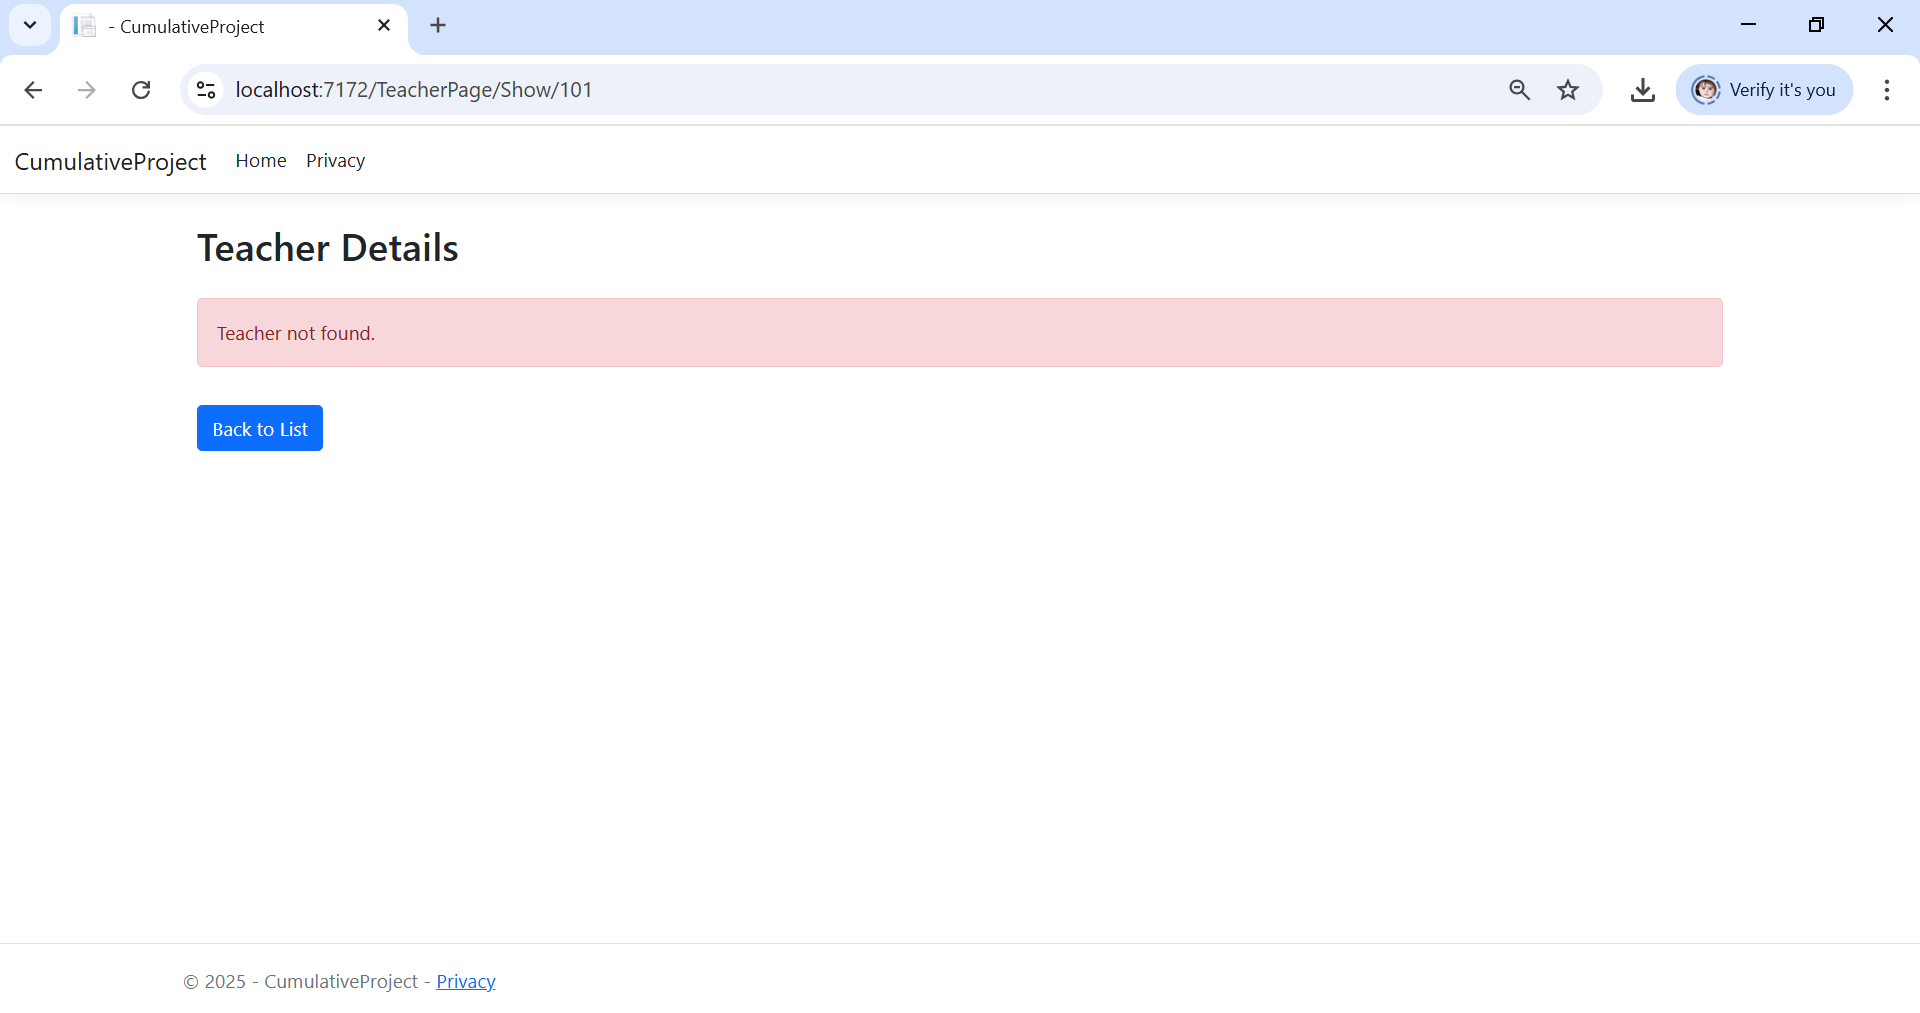 - CumulativeProject
localhost:7172/TeacherPage/Show/101
Verify it's you
CumulativeProject Home Privacy
Teacher Details
Teacher not found.
Back to List
© 2025 - CumulativeProject - Privacy